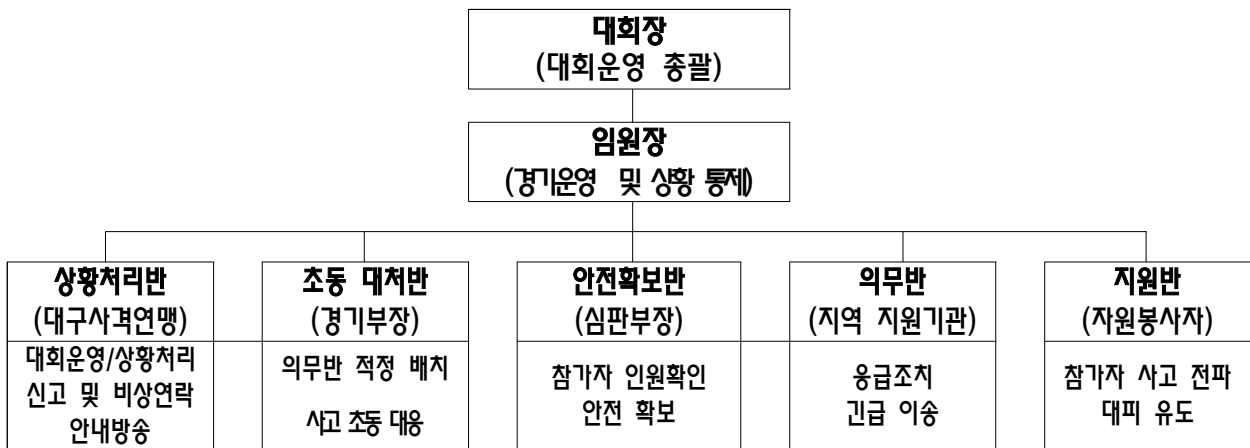 대회장
(대회운영 총괄)
임원장
(경기운영 및 상황 통제)
상황처리반
(대구사격연맹)
대회운영/상황처리
신고 및 비상연락
안내방송
초동 대처반
(경기부장)
의무반 적정 배치
사고 초동 대응
안전확보반
(심판부장)
참가자 인원확인
안전 확보
의무반
(지역 지원기관)
응급조치
긴급 이송
지원반
(자원봉사자)
참가자 사고 전파
대피 유도